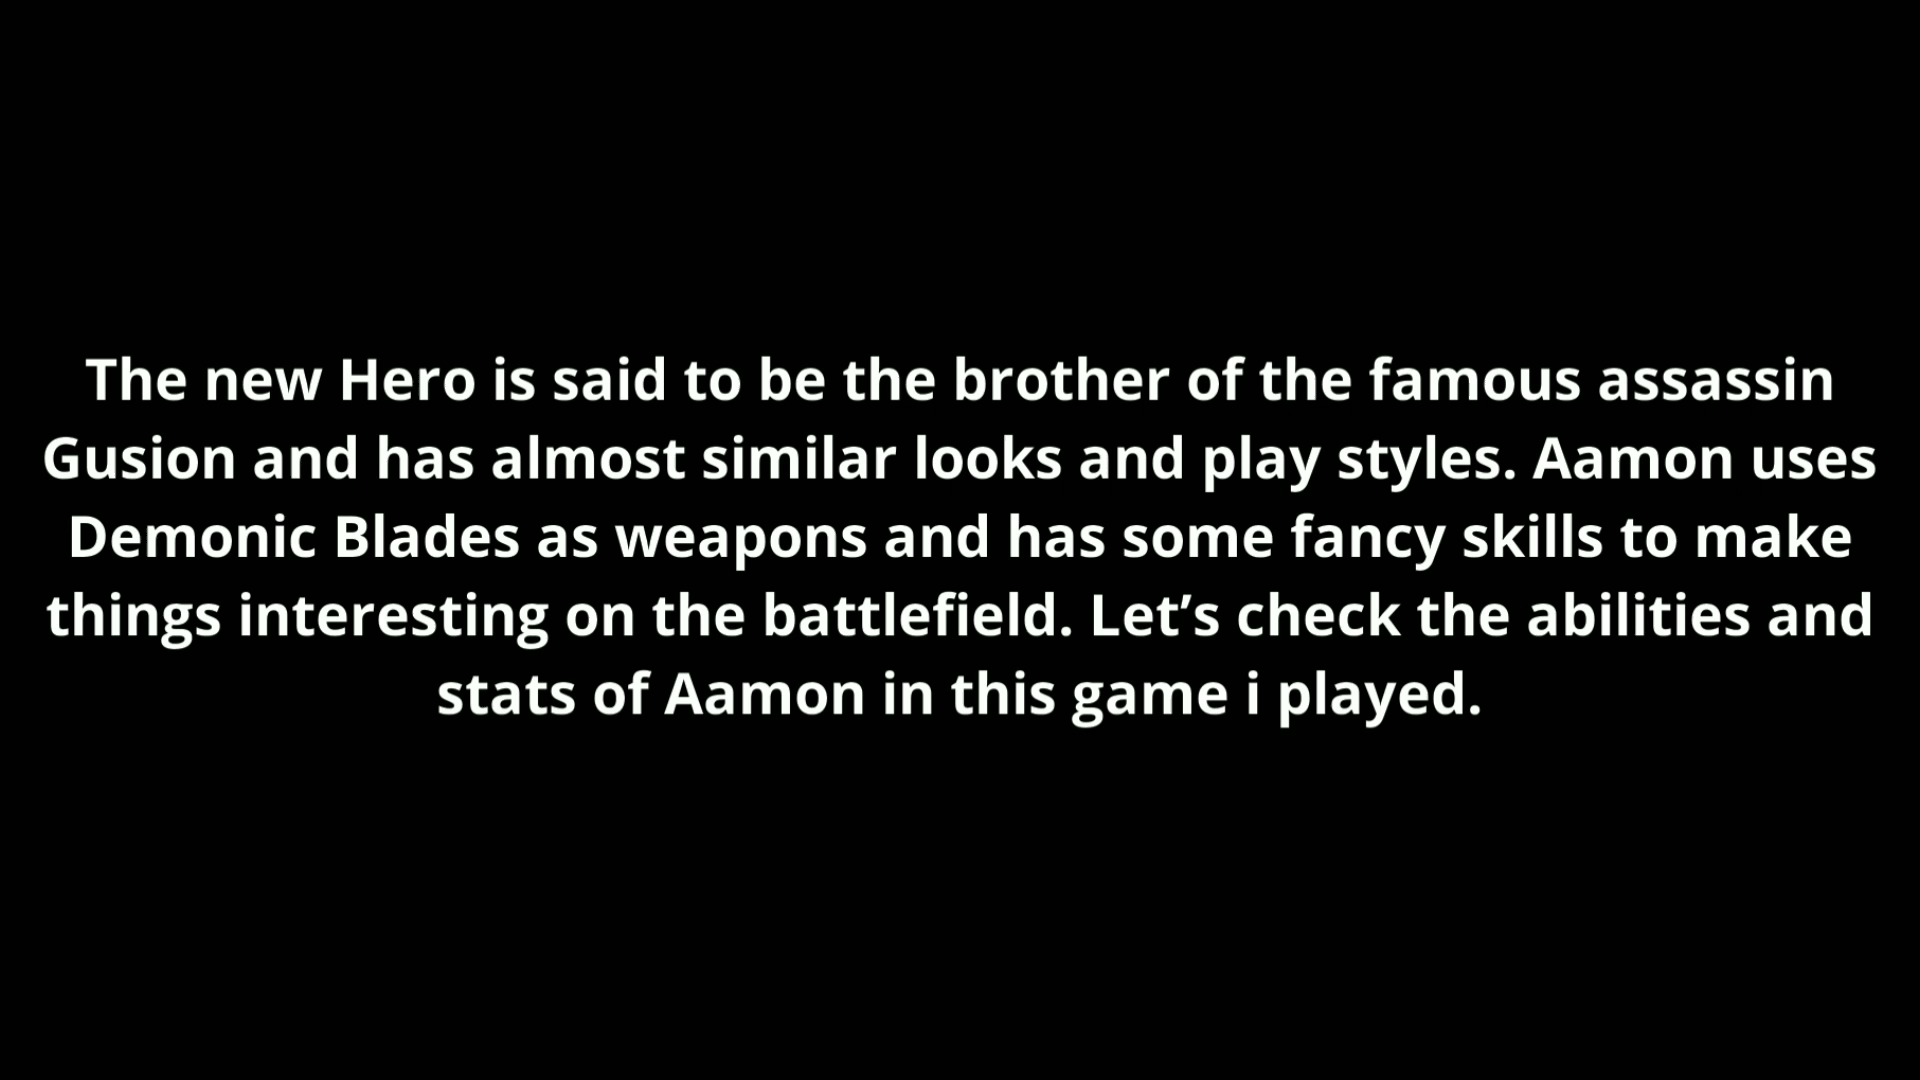 The new Hero is said to be the brother of the famous assassin
Gusion and has almost similar looks and play styles. Aamon uses
Demonic Blades as weapons and has some fancy skills to make
things interesting on the battlefield. Let’s check the abilities and
stats of Aamon in this game i played.